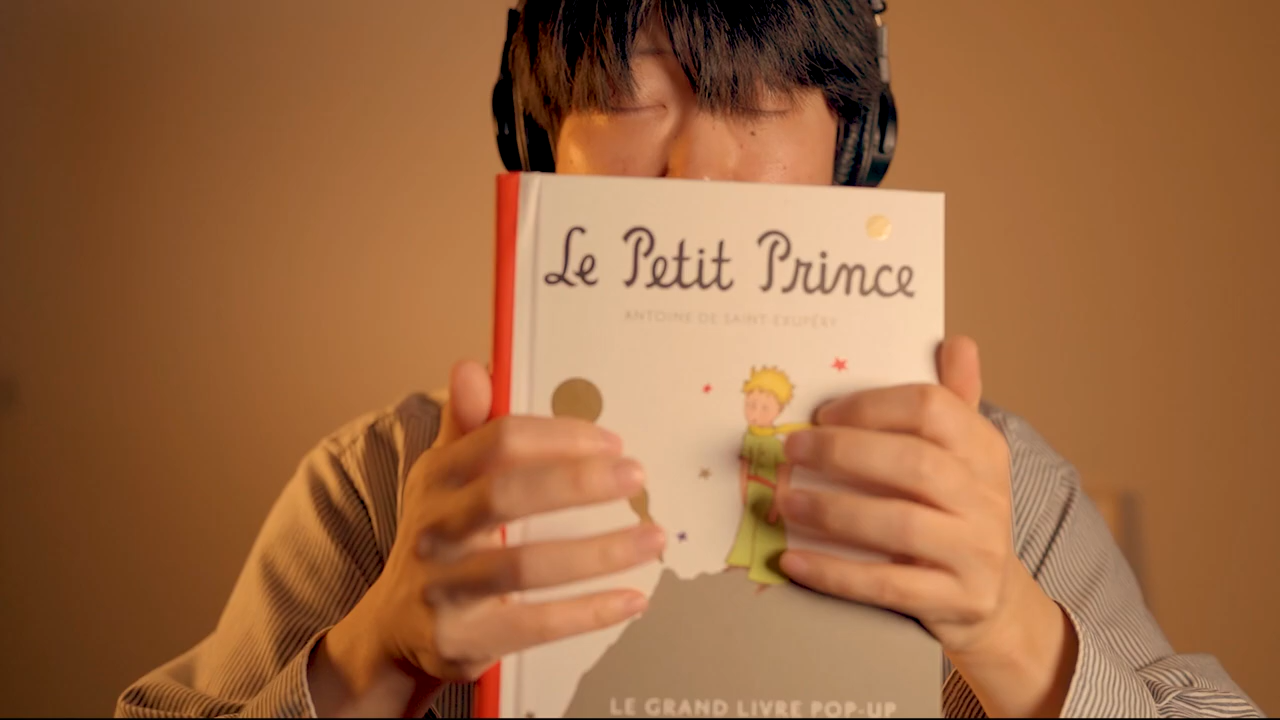 Le Petit Prince
ANTOINE DE SAINT-EXUPÉRY
LE GRAND LIVRE POP-UP